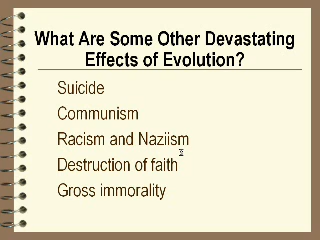 What Are Some Other Devastating
Effects of Evolution?
Suicide
Communism
Racism and Naziism
Destruction of faith
Gross immorality